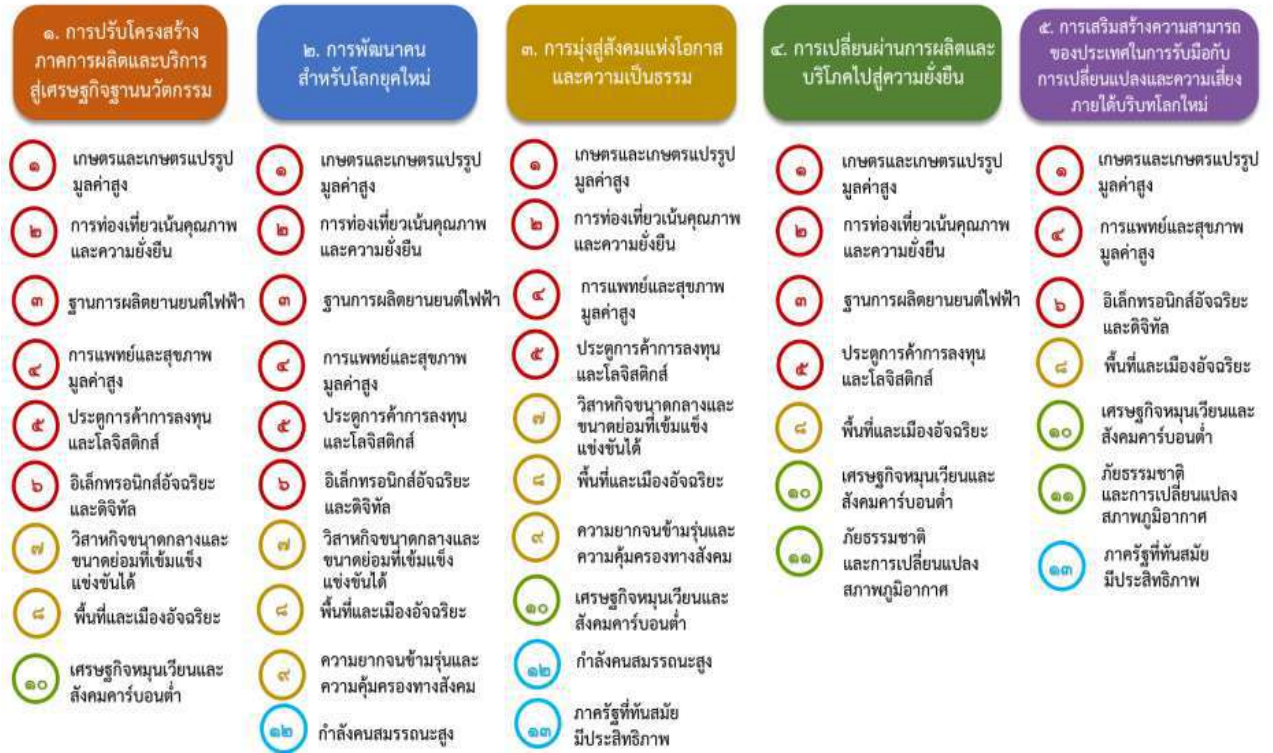 ๑. การปรับโครงสร้าง
ภาคการผลิตและบริการ
สู่เศรษฐกิจฐานนวัตกรรม
๑
เกษตรและเกษตรแปรรูป
มูลค่าสูง
๒
การท่องเที่ยวเน้นคุณภาพ
และความยั่งยืน
๓
ฐานการผลิตยานยนต์ไฟฟ้า
๔
การแพทย์และสุขภาพ
มูลค่าสูง
๕
ประตูการค้าการลงทุน
และโลจิสติกส์
๖
อิเล็กทรอนิกส์อัจฉริยะ
และดิจิทัล
๗
วิสาหกิจขนาดกลางและ
ขนาดย่อมที่เข้มแข็ง
แข่งขันได้
๘
พื้นที่และเมืองอัจฉริยะ
๑๐
เศรษฐกิจหมุนเวียนและ
สังคมคาร์บอนต่ำ
๒. การพัฒนาคน
สำหรับโลกยุคใหม่
๑
เกษตรและเกษตรแปรรูป
มูลค่าสูง
๒
การท่องเที่ยวเน้นคุณภาพ
และความยั่งยืน
๓
ฐานการผลิตยานยนต์ไฟฟ้า
๔
การแพทย์และสุขภาพ
มูลค่าสูง
๕
ประตูการค้าการลงทุน
และโลจิสติกส์
๖
อิเล็กทรอนิกส์อัจฉริยะ
และดิจิทัล
๗
วิสาหกิจขนาดกลางและ
ขนาดย่อมที่เข้มแข็ง
แข่งขันได้
๘
พื้นที่และเมืองอัจฉริยะ
๙
ความยากจนข้ามรุ่นและ
ความคุ้มครองทางสังคม
๑๒
กำลังคนสมรรถนะสูง
๓. การมุ่งสู่สังคมแห่งโอกาส
และความเป็นธรรม
๑
เกษตรและเกษตรแปรรูป
มูลค่าสูง
๒
การท่องเที่ยวเน้นคุณภาพ
และความยั่งยืน
๔
การแพทย์และสุขภาพ
มูลค่าสูง
๕
ประตูการค้าการลงทุน
และโลจิสติกส์
๗
วิสาหกิจขนาดกลางและ
ขนาดย่อมที่เข้มแข็ง
แข่งขันได้
๘
พื้นที่และเมืองอัจฉริยะ
๙
ความยากจนข้ามรุ่นและ
ความคุ้มครองทางสังคม
๑๐
เศรษฐกิจหมุนเวียนและ
สังคมคาร์บอนต่ำ
๑๒
กำลังคนสมรรถนะสูง
๑๓
ภาครัฐที่ทันสมัย
มีประสิทธิภาพ
๔. การเปลี่ยนผ่านการผลิตและ
บริโภคไปสู่ความยั่งยืน
๑
เกษตรและเกษตรแปรรูป
มูลค่าสูง
๒
การท่องเที่ยวเน้นคุณภาพ
และความยั่งยืน
๓
ฐานการผลิตยานยนต์ไฟฟ้า
๕
ประตูการค้าการลงทุน
และโลจิสติกส์
๘
พื้นที่และเมืองอัจฉริยะ
๑๐
เศรษฐกิจหมุนเวียนและ
สังคมคาร์บอนต่ำ
๑๑
ภัยธรรมชาติ
และการเปลี่ยนแปลง
สภาพภูมิอากาศ
๕. การเสริมสร้างความสามารถ
ของประเทศในการรับมือกับ
การเปลี่ยนแปลงและความเสี่ยง
ภายใต้บริบทโลกใหม่
๑
เกษตรและเกษตรแปรรูป
มูลค่าสูง
๔
การแพทย์และสุขภาพ
มูลค่าสูง
๖
อิเล็กทรอนิกส์อัจฉริยะ
และดิจิทัล
๘
พื้นที่และเมืองอัจฉริยะ
๑๐
เศรษฐกิจหมุนเวียนและ
สังคมคาร์บอนต่ำ
๑๑
ภัยธรรมชาติ
และการเปลี่ยนแปลง
สภาพภูมิอากาศ
๑๓
ภาครัฐที่ทันสมัย
มีประสิทธิภาพ